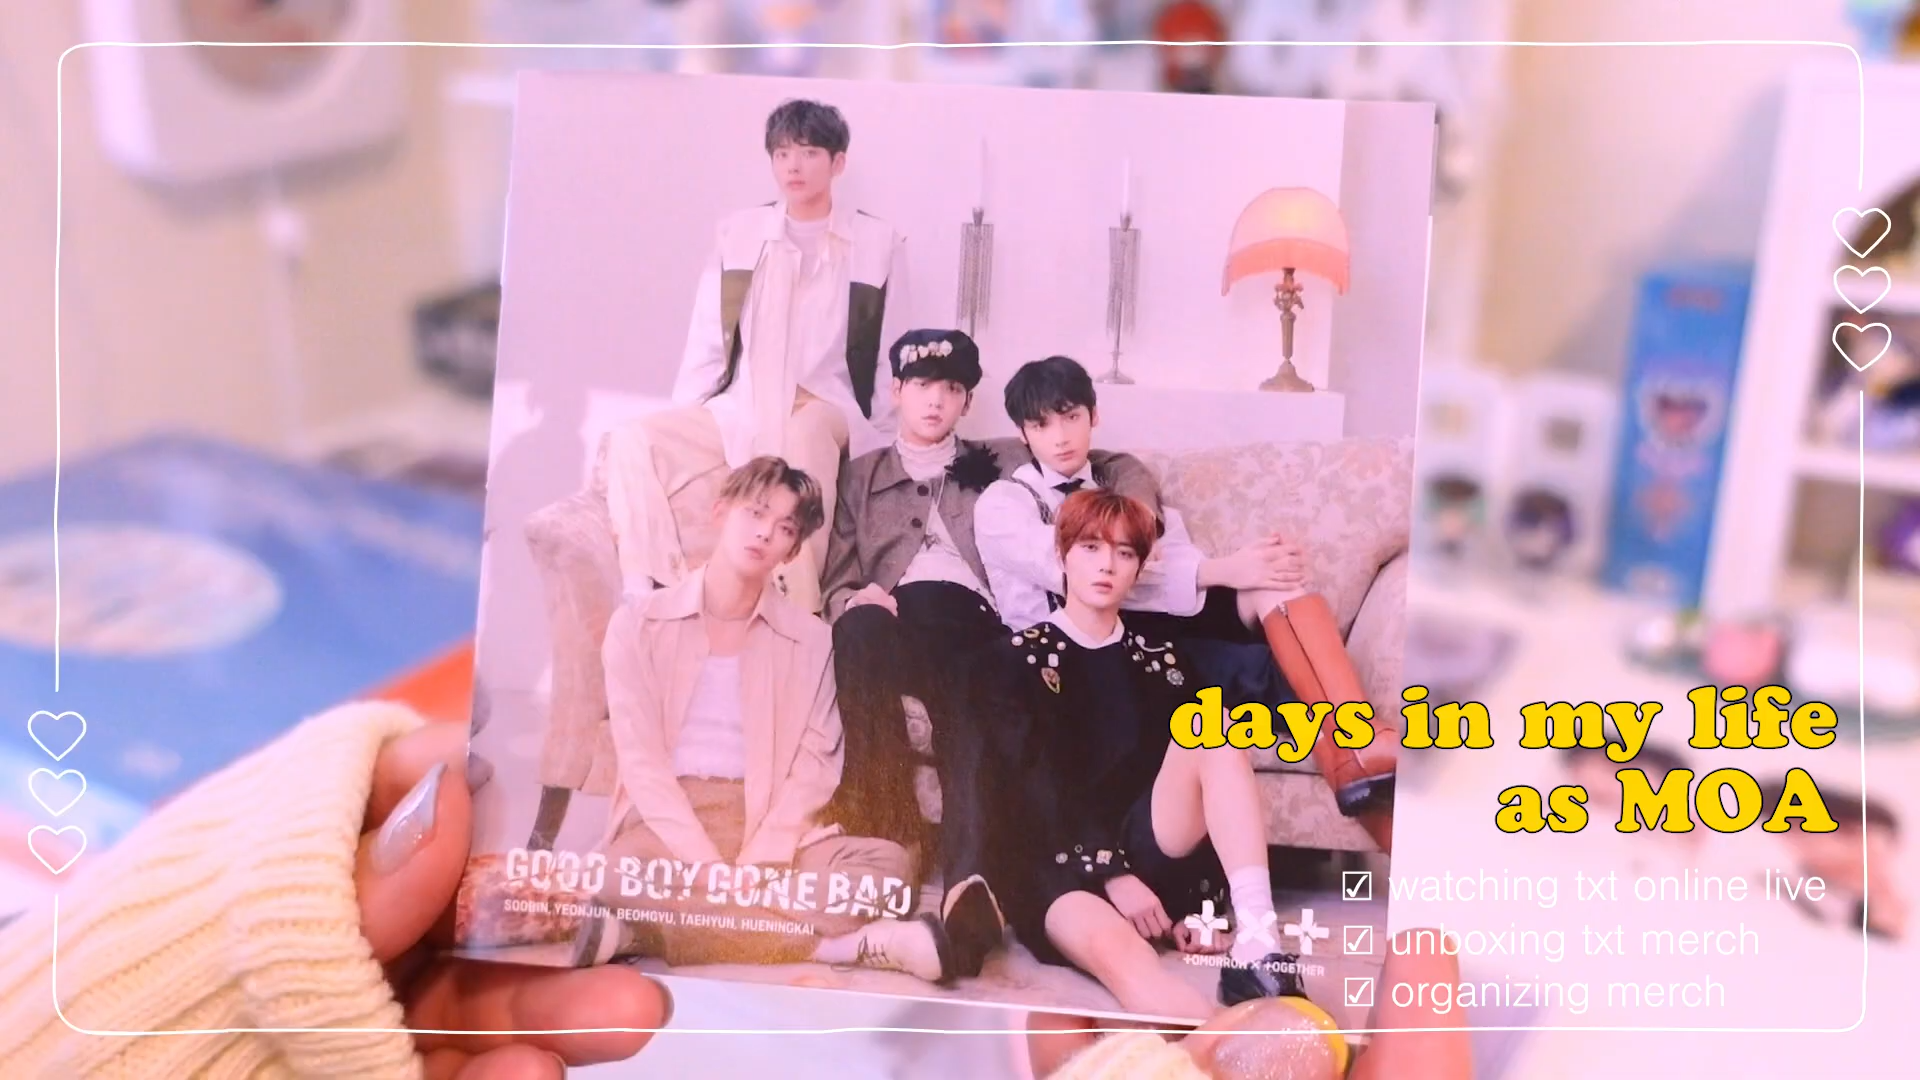 GOOD BOY GONE BAD
SOOBIN, YEONJUN, BEOMGYU, TAEHYUN, HUENINGKAI
TOMORROW X TOGETHER
days in my life
as MOA
☑ watching txt online live
☑ unboxing txt merch
☑ organizing merch